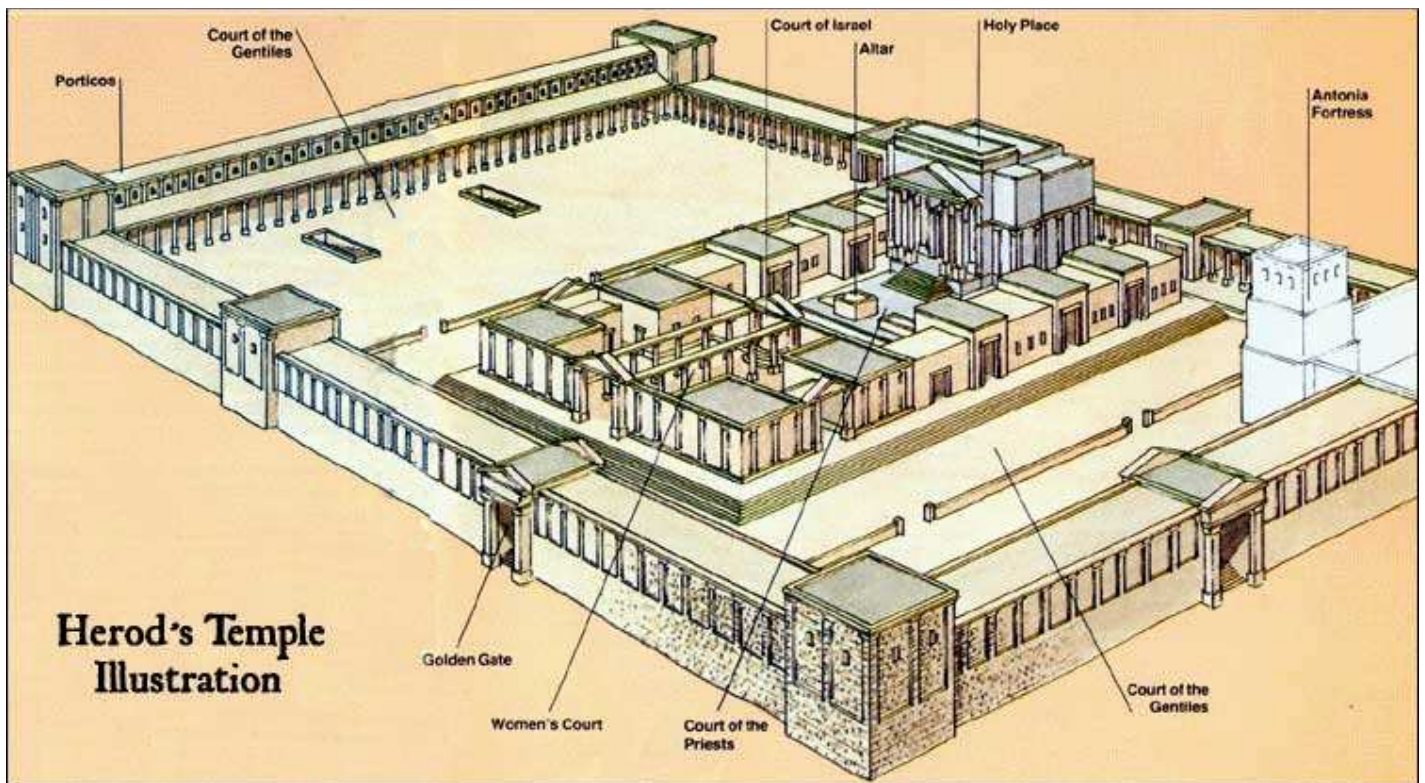 Court of the
Gentiles
Porticos
Court of Israel
Altar
Holy Place
Antonia
Fortress
Herod's Temple
Illustration
Golden Gate
Women's Court
Court of the
Priests
Court of the
Gentiles